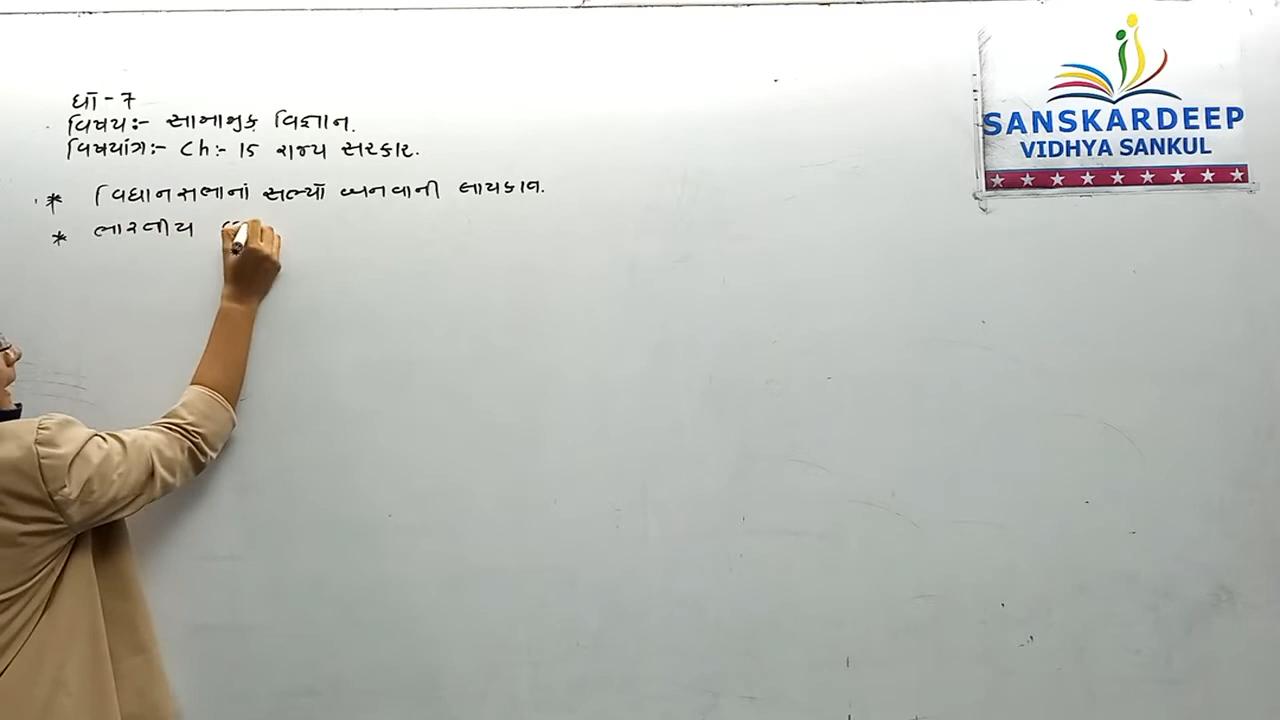 ધો - 7
વિષય :- સામાજીક વિજ્ઞાન.
વિષયાંગ :- Ch :- 15 રાજ્ય સરકાર.
* વિધાનસભાનાં સભ્યો બનવાની લાયકાત.
* ભારતીય
SANSKARDEEP
VIDHYA SANKUL